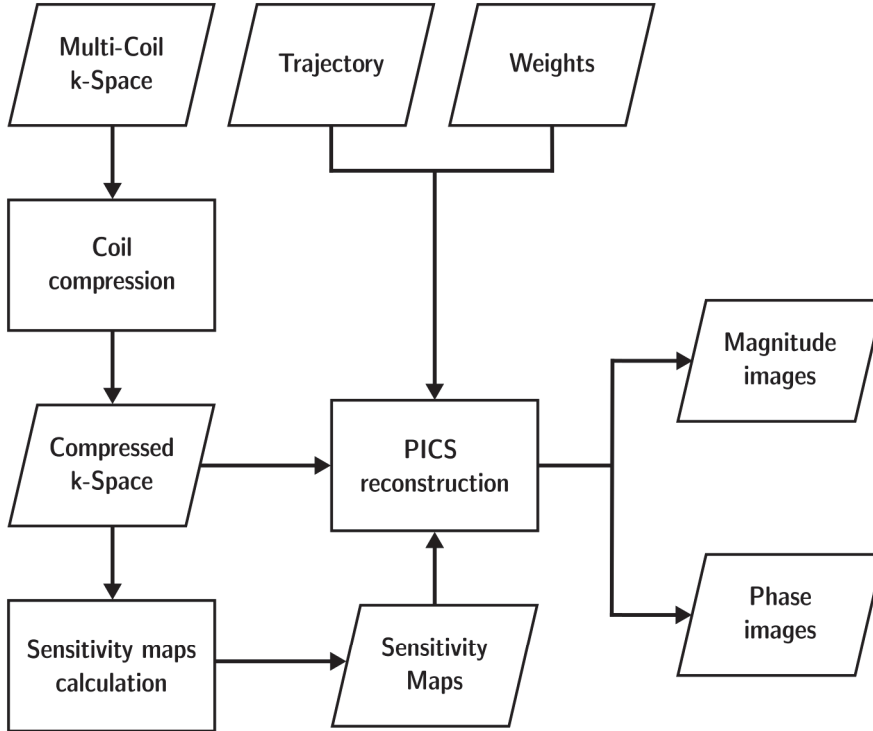 Multi-Coil
k-Space
Trajectory
Weights
Coil
compression
Magnitude
images
Compressed
k-Space
PICS
reconstruction
Sensitivity maps
calculation
Sensitivity
Maps
Phase
images